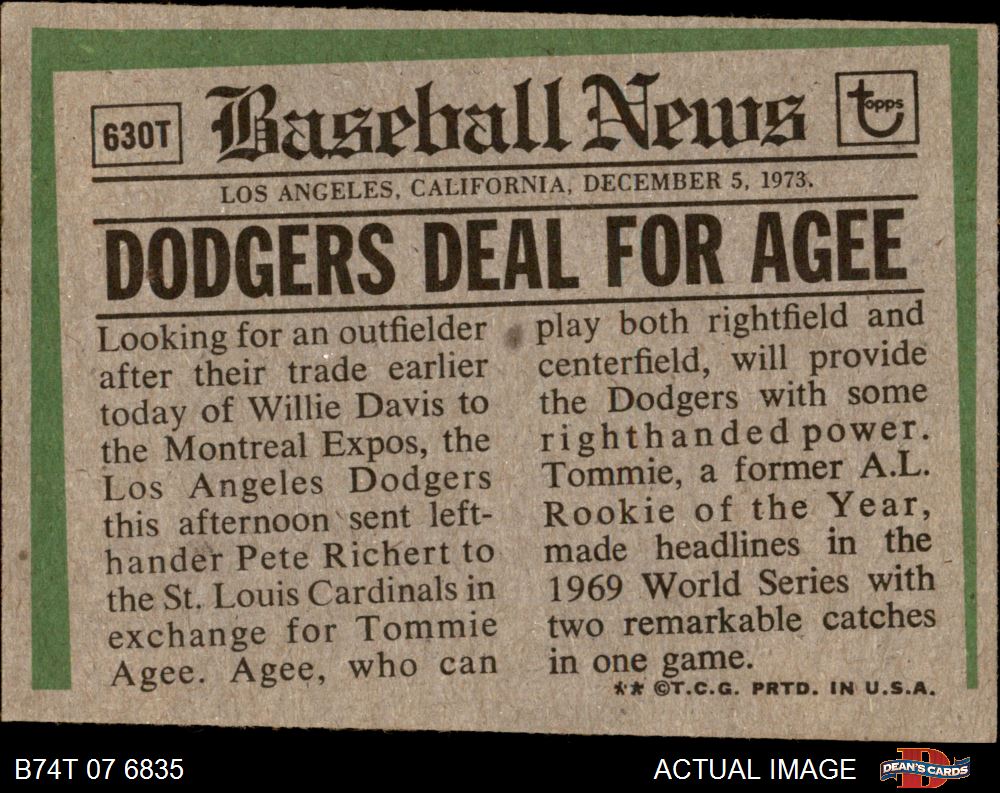 630T
Baseball News
Topps
LOS ANGELES, CALIFORNIA, DECEMBER 5, 1973.
DODGERS DEAL FOR AGEE
Looking for an outfielder
after their trade earlier
today of Willie Davis to
the Montreal Expos, the
Los Angeles Dodgers
this afternoon sent left-
hander Pete Richert to
the St. Louis Cardinals in
exchange for Tommie
Agee. Agee, who can
play both rightfield and
centerfield, will provide
the Dodgers with some
righthanded power.
Tommie, a former A.L.
Rookie of the Year,
made headlines in the
1969 World Series with
two remarkable catches
in one game.
** ©T.C.G. PRTD. IN U.S.A.
B74T 07 6835
ACTUAL IMAGE
D
DEAN'S CARDS